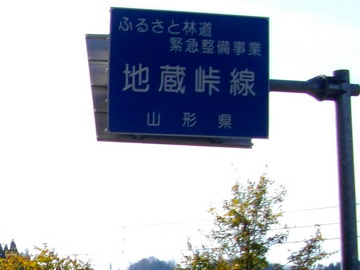 ふるさと林道
緊急整備事業
地蔵峠線
山形県